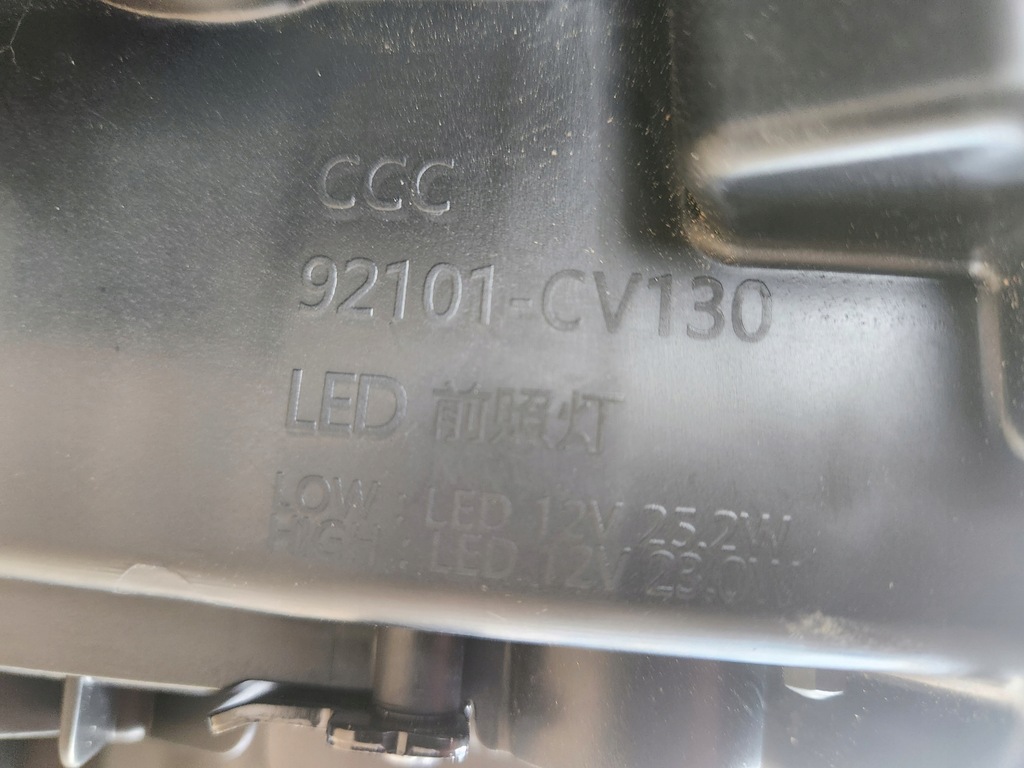 CCC
92101-CV130
LED 前照灯
LOW : LED 12V 25.2W
HIGH : LED 12V 23.0W